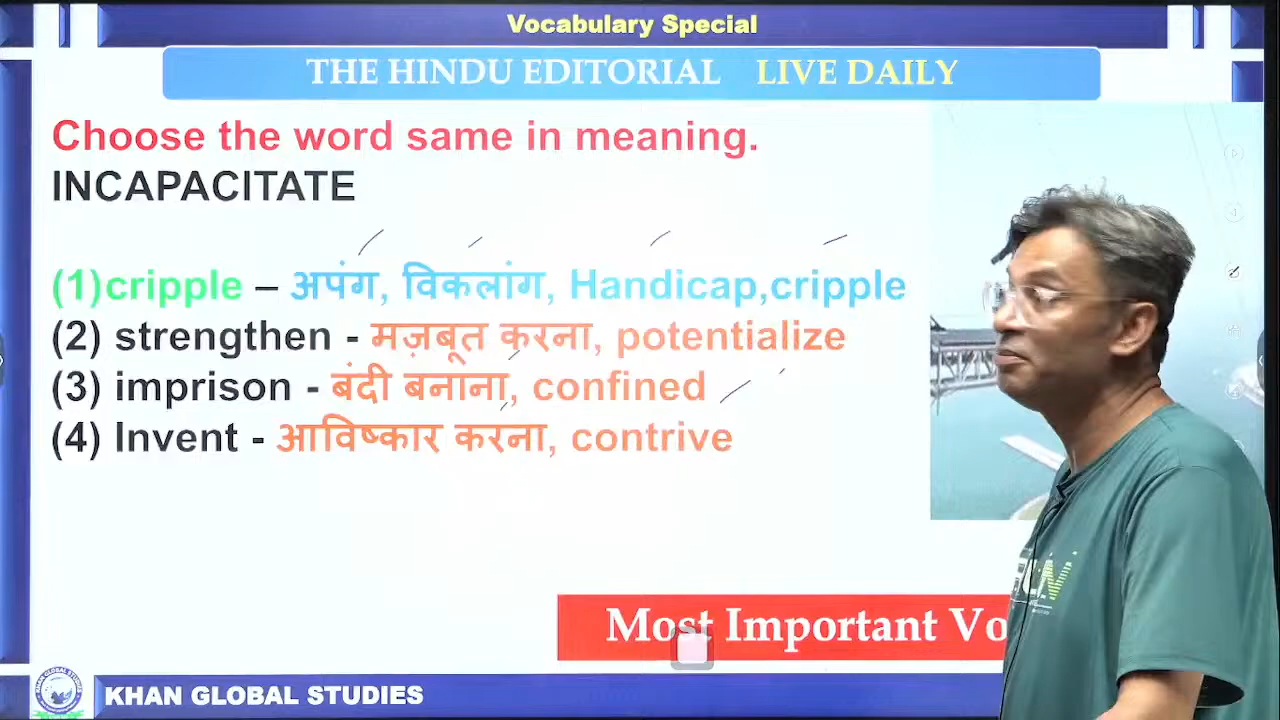 Vocabulary Special
THE HINDU EDITORIAL LIVE DAILY
Choose the word same in meaning.
INCAPACITATE
(1)cripple – अपंग, विकलांग, Handicap,cripple
(2) strengthen - मज़बूत करना, potentialize
(3) imprison - बंदी बनाना, confined
(4) Invent - आविष्कार करना, contrive
Most Important
KHAN GLOBAL STUDIES